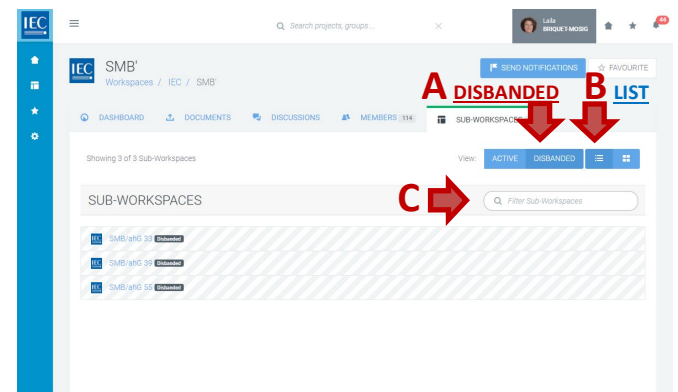 IEC
Search projects, groups...
Laila
BRIQUET-MOSIG
44
IEC
SMB'
Workspaces / IEC / SMB'
SEND NOTIFICATIONS
FAVOURITE
A DISBANDED
B LIST
DASHBOARD
DOCUMENTS
DISCUSSIONS
MEMBERS 114
SUB-WORKSPACES
Showing 3 of 3 Sub-Workspaces
View:
ACTIVE
DISBANDED
SUB-WORKSPACES
C
Filter Sub-Workspaces
IEC SMB/ahG 33 Disbanded
IEC SMB/ahG 39 Disbanded
IEC SMB/ahG 55 Disbanded